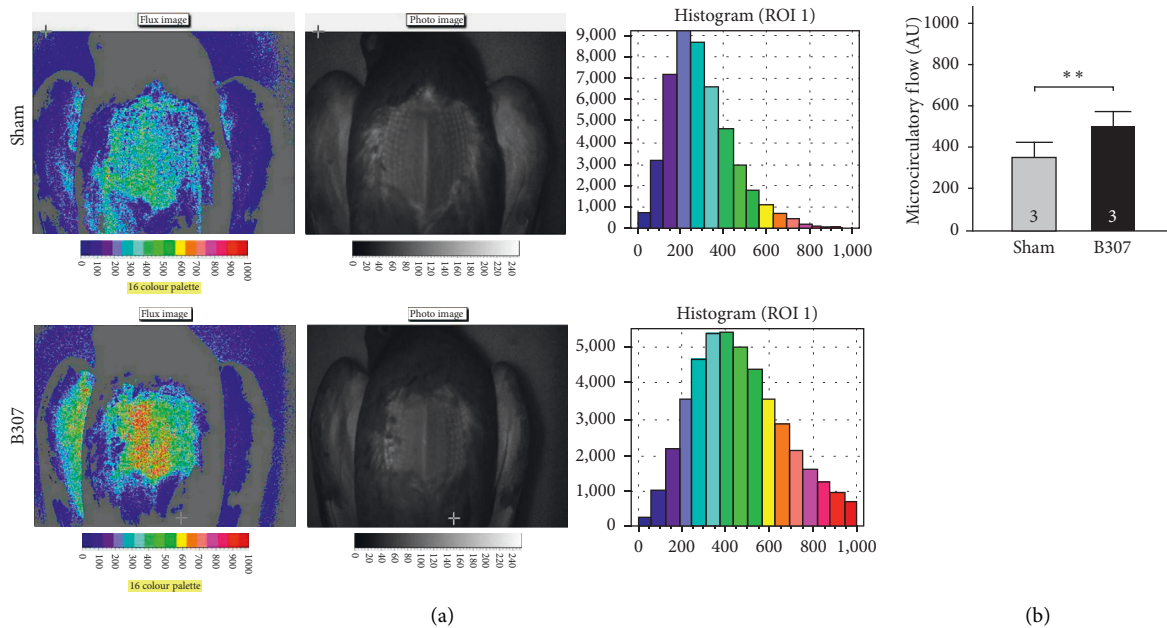 Sham
Flux image
0 100 200 300 400 500 600 700 800 900 1000
16 colour palette
Photo image
0 20 40 60 80 100 120 140 160 180 200 220 240
Histogram (ROI 1)
9,000
8,000
7,000
6,000
5,000
4,000
3,000
2,000
1,000
0
0 200 400 600 800 1,000
Microcirculatory flow (AU)
1000
800
600
400
200
0
**
3 3
Sham B307
B307
Flux image
0 100 200 300 400 500 600 700 800 900 1000
16 colour palette
Photo image
0 20 40 60 80 100 120 140 160 180 200 220 240
Histogram (ROI 1)
5,000
4,000
3,000
2,000
1,000
0
0 200 400 600 800 1,000
(a)
(b)